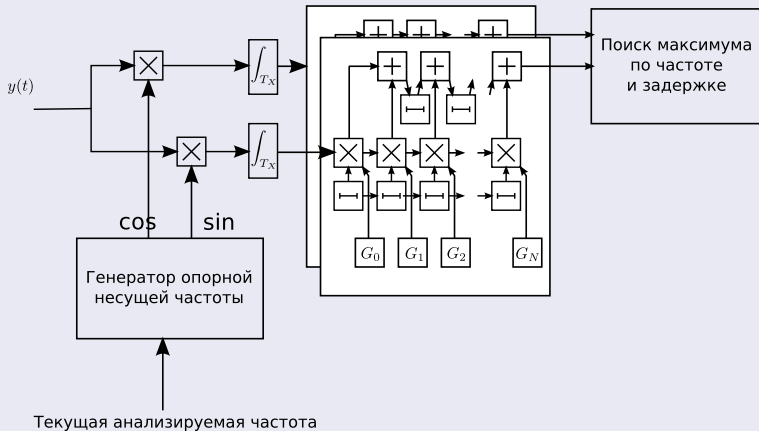 y(t)
∫T_X
∫T_X
+ + +
+ + +
Поиск максимума
по частоте
и задержке
× × × ×
× ×
G_0 G_1 G_2 G_N
cos sin
Генератор опорной
несущей частоты
Текущая анализируемая частота